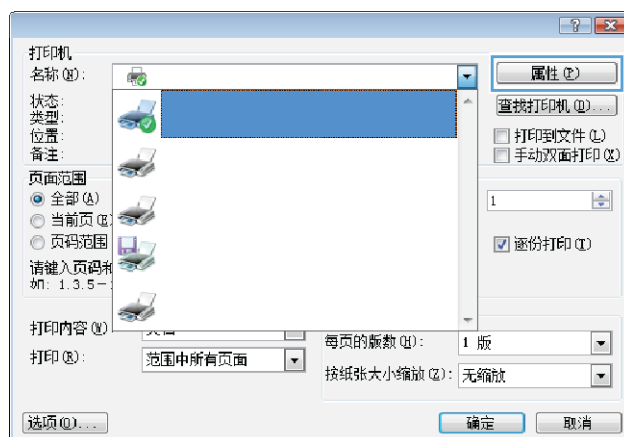 打印机
名称(N):
属性(P)
状态:
类型:
位置:
备注:
查找打印机(D)...
打印到文件(L)
手动双面打印(X)
页面范围
全部(A)
当前页(E)
页码范围
请键入页码和
如: 1.3.5-
1
逐份打印(T)
打印内容(W):
打印(R):
范围中所有页面
每页的版数(H):
1 版
按纸张大小缩放(Z):
无缩放
选项(O)...
确定
取消